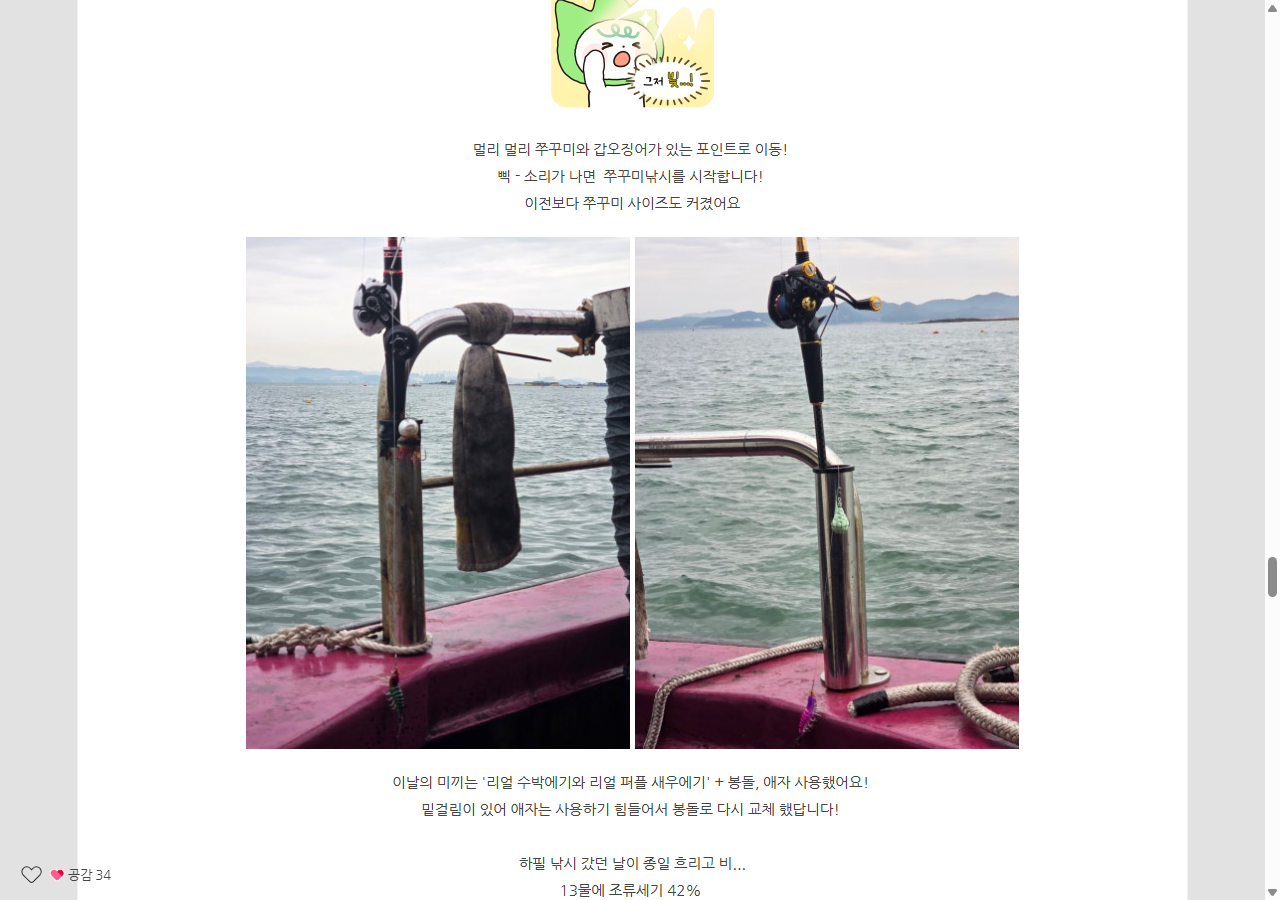 그저 빛...!
멀리 멀리 쭈꾸미와 갑오징어가 있는 포인트로 이동!
삑 - 소리가 나면 쭈꾸미낚시를 시작합니다!
이전보다 쭈꾸미 사이즈도 커졌어요
이날의 미끼는 '리얼 수박에기와 리얼 퍼플 새우에기' + 봉돌, 애자 사용했어요!
밑걸림이 있어 애자는 사용하기 힘들어서 봉돌로 다시 교체 했답니다!
하필 낚시 갔던 날이 종일 흐리고 비...
13물에 조류세기 42%
공감 34